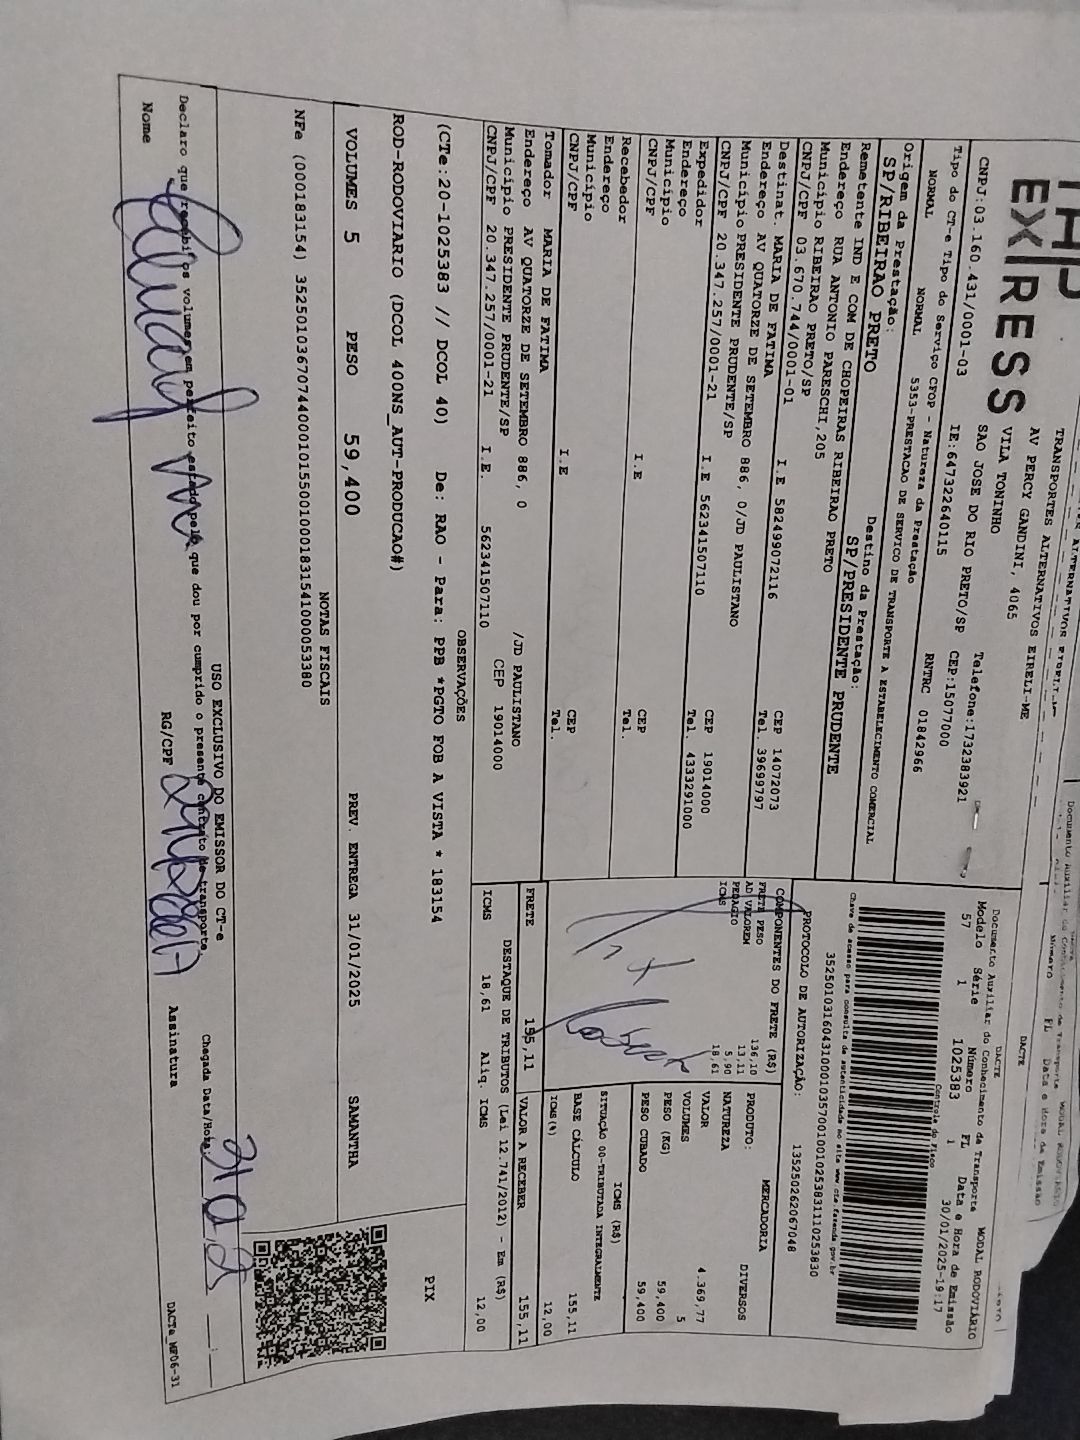 EXPRESS
TRANSPORTES ALTERNATIVOS EIRELI-ME
AV PERCY GANDINI, 4065
VILA TONINHO
SAO JOSE DO RIO PRETO/SP CEP:15077000
CNPJ:03.160.431/0001-03 IE:647322640115 Telefone:1732383921
Tipo do CT-e Tipo do Serviço CFOP - Natureza da Prestação RNTRC 01842966
NORMAL NORMAL 5353-PRESTACAO DE SERVICO DE TRANSPORTE A ESTABELECIMENTO COMERCIAL
Origem da Prestação: Destino da Prestação:
SP/RIBEIRAO PRETO SP/PRESIDENTE PRUDENTE
Remetente IND E COM DE CHOPEIRAS RIBEIRAO PRETO
Endereço RUA ANTONIO PARESCHI,205
Município RIBEIRAO PRETO/SP CEP 14072073
CNPJ/CPF 03.670.744/0001-01 I.E 582499072116 Tel. 39699797
Destinat. MARIA DE FATIMA
Endereço AV QUATORZE DE SETEMBRO 886, 0/JD PAULISTANO
Município PRESIDENTE PRUDENTE/SP CEP 19014000
CNPJ/CPF 20.347.257/0001-21 I.E 562341507110 Tel. 4333291000
Expedidor
Endereço
Município CEP
CNPJ/CPF I.E Tel.
Recebedor
Endereço
Município CEP
CNPJ/CPF I.E Tel.
Tomador MARIA DE FATIMA
Endereço AV QUATORZE DE SETEMBRO 886, 0 /JD PAULISTANO
Município PRESIDENTE PRUDENTE/SP CEP 19014000
CNPJ/CPF 20.347.257/0001-21 I.E. 562341507110
DACTE MODAL RODOVIÁRIO
Documento Auxiliar do Conhecimento de Transporte
Modelo Série Número FL Data e Hora de Emissão
57 1 1025383 1 30/01/2025-19:17
Controle do Fisco
Chave de acesso para consulta de autenticidade no site www.cte.fazenda.gov.br
35250103160431000103570010010253831110253830
PROTOCOLO DE AUTORIZAÇÃO: 135250262067048
COMPONENTES DO FRETE (R$)
FRETE PESO 136,10
AD VALOREM 13,11
PEDAGIO 5,90
ICMS 18,61
MERCADORIA
PRODUTO: DIVERSOS
NATUREZA
VALOR 4.369,77
VOLUMES 5
PESO (KG) 59,400
PESO CUBADO 59,400
ICMS (R$)
SITUAÇÃO 00-TRIBUTADA INTEGRALMENTE
BASE CÁLCULO 155,11
ICMS(%) 12,00
FRETE 155,11 VALOR A RECEBER 155,11
DESTAQUE DE TRIBUTOS (Lei 12.741/2012) - Em (R$)
ICMS 18,61 Aliq. ICMS 12,00
OBSERVAÇÕES
(CTe:20-1025383 // DCOL 40) De: RAO - Para: PPB *PGTO FOB A VISTA * 183154
ROD-RODOVIARIO (DCOL 400NS_AUT-PRODUCAO#)
PIX
VOLUMES 5 PESO 59,400 PREV. ENTREGA 31/01/2025 SAMANTHA
NOTAS FISCAIS
NFe (000183154) 35250103670744000101550010001831541000053380
USO EXCLUSIVO DO EMISSOR DO CT-e
Declaro que recebi os volumes em perfeito estado pelo que dou por cumprido o presente contrato de transporte. Chegada Data/Hora:
Nome RG/CPF Assinatura
DACTe_MF06-31